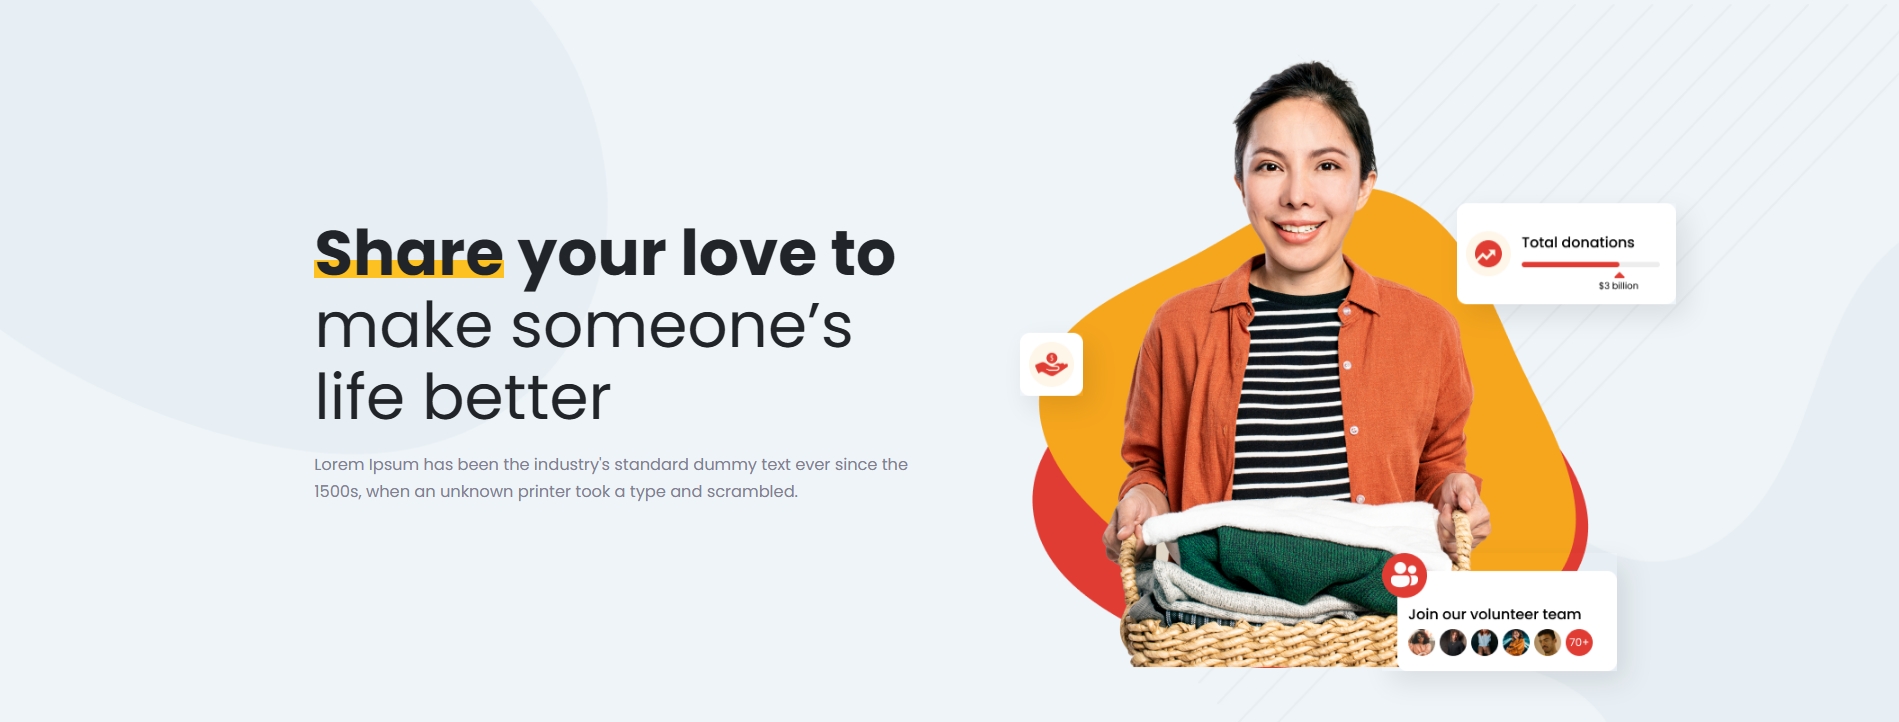 Share your love to
make someone’s
life better
Lorem Ipsum has been the industry's standard dummy text ever since the
1500s, when an unknown printer took a type and scrambled.
Total donations
$3 billion
$
Join our volunteer team
70+